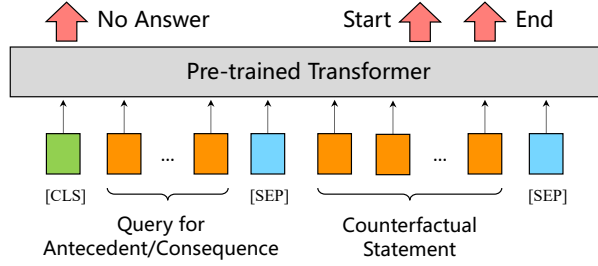 No Answer
Start
End
Pre-trained Transformer
...
...
[CLS]
[SEP]
[SEP]
Query for
Antecedent/Consequence
Counterfactual
Statement